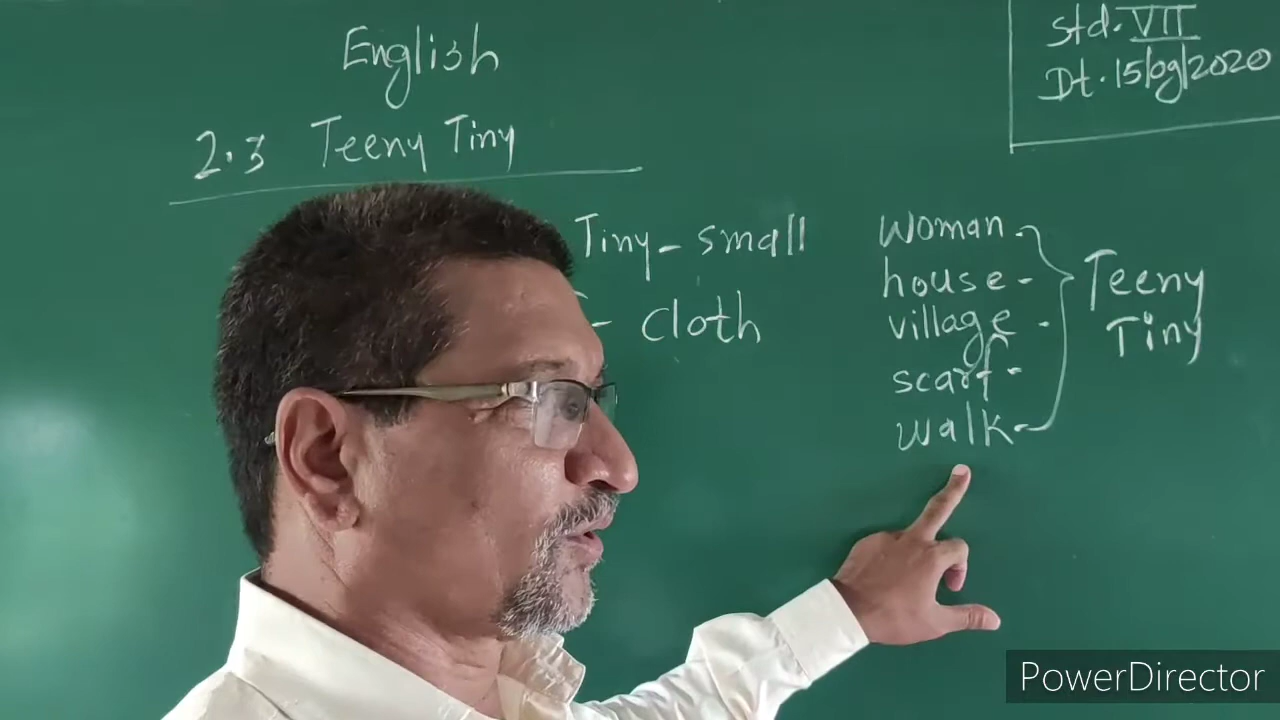 English
std. VII
Dt. 15/09/2020
2.3 Teeny Tiny
Tiny - small
- cloth
woman -
house -
village -
scarf -
walk -
Teeny
Tiny
PowerDirector